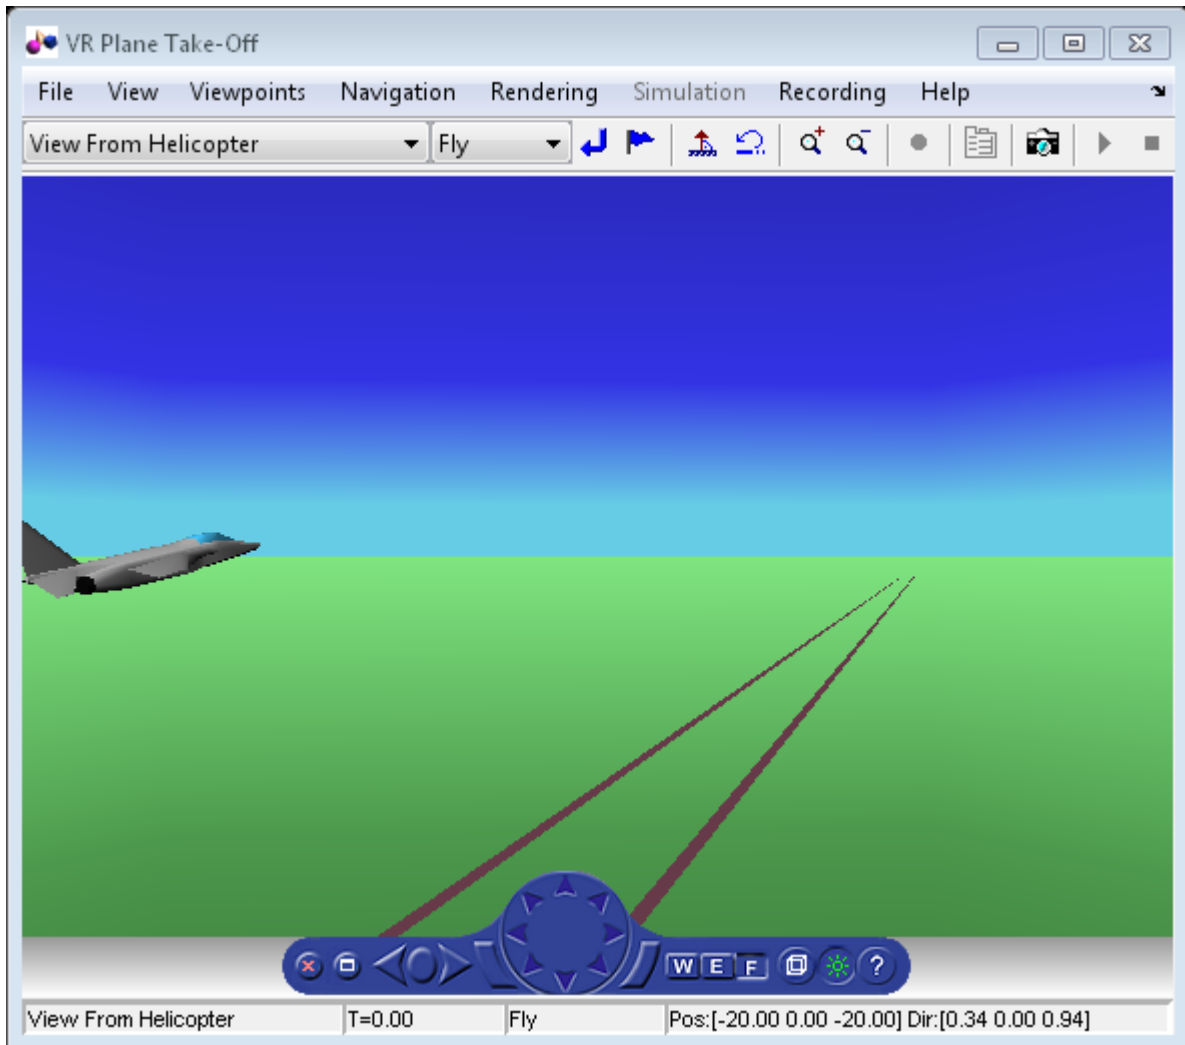 VR Plane Take-Off
File View Viewpoints Navigation Rendering Simulation Recording Help
View From Helicopter Fly
W E F ?
View From Helicopter T=0.00 Fly Pos:[-20.00 0.00 -20.00] Dir:[0.34 0.00 0.94]